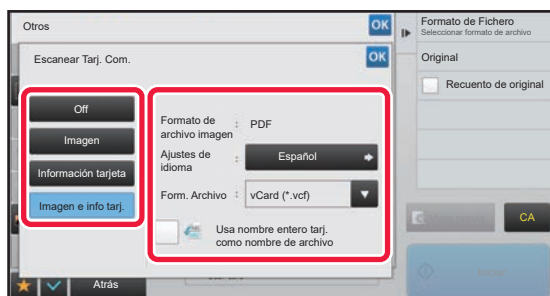 Otros
OK
Escanear Tarj. Com.
OK
Off
Imagen
Información tarjeta
Imagen e info tarj.
Formato de
archivo imagen
:
PDF
Ajustes de
idioma
:
Español
Form. Archivo
:
vCard (*.vcf)
Usa nombre entero tarj.
como nombre de archivo
Atrás
Formato de Fichero
Seleccionar formato de archivo
Original
Recuento de original
CA